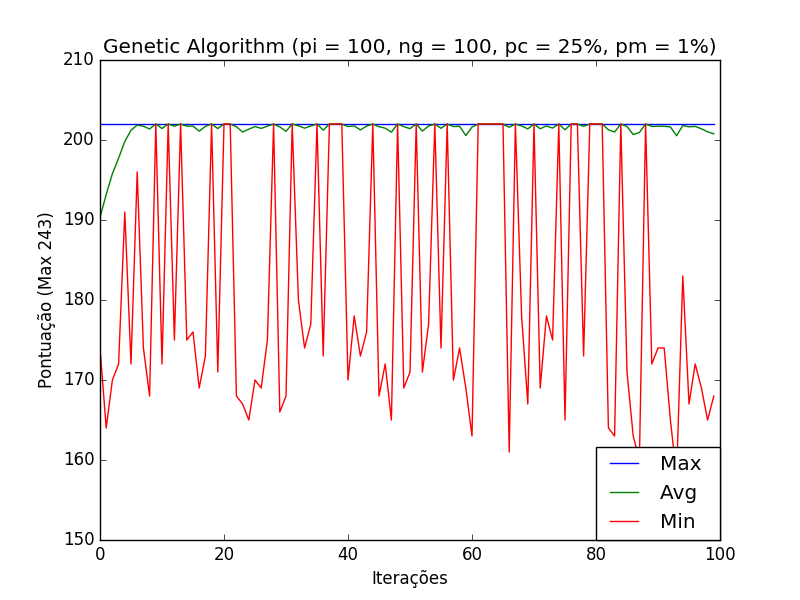 Genetic Algorithm (pi = 100, ng = 100, pc = 25%, pm = 1%)
210
200
190
180
170
160
150
Pontuação (Max 243)
Max
Avg
Min
0 20 40 60 80 100
Iterações